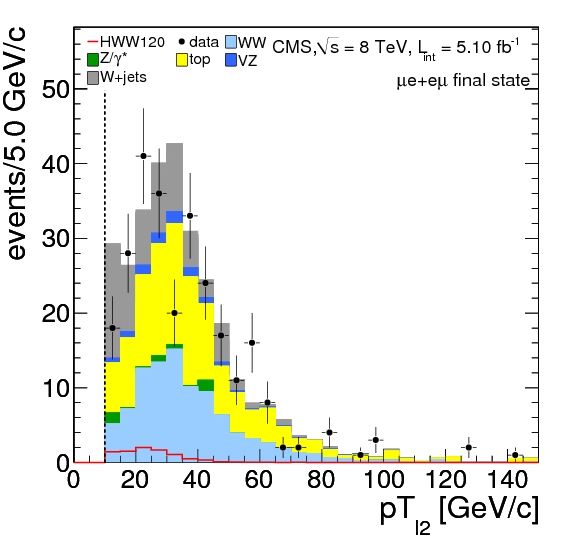 HWW120 data WW
Z/γ* top VZ
W+jets
CMS,√s = 8 TeV, L_int = 5.10 fb⁻¹
μe+eμ final state
events/5.0 GeV/c
50
40
30
20
10
0
0 20 40 60 80 100 120 140
pT_l2 [GeV/c]